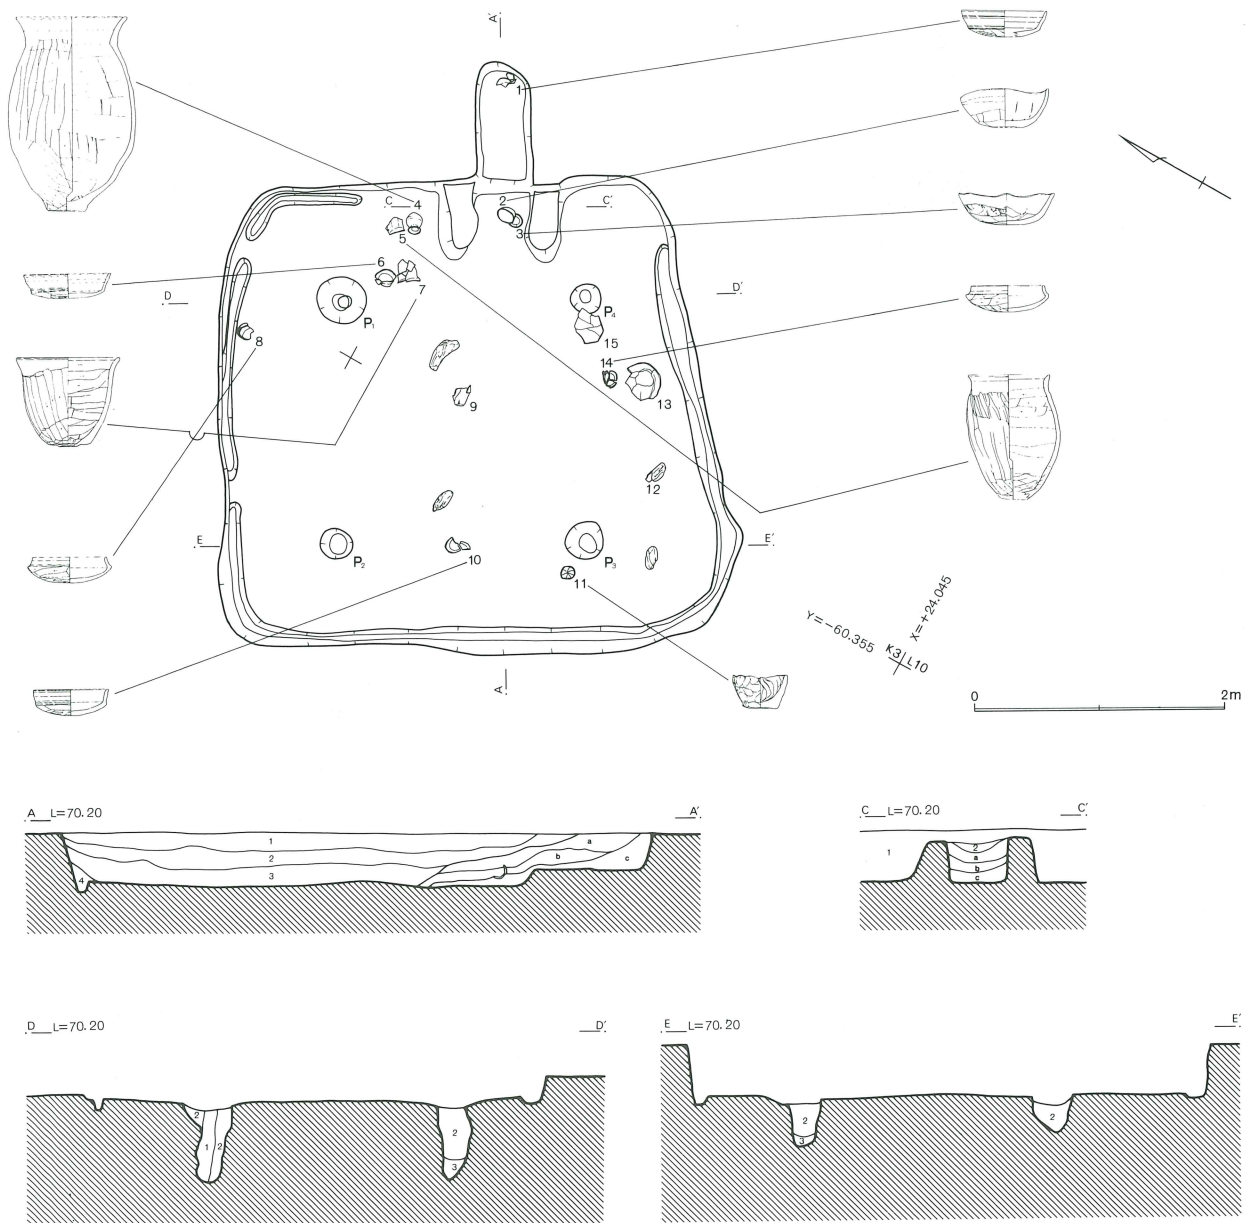 A′
1
C
4
2
C′
5
3
6
7
D
D′
P₁
P₄
8
15
14
13
9
12
E
E′
P₂
10
P₃
11
X=+24.045
Y=−60.355
K3 L10
A
0
2m
A L=70.20
A′
1
2
3
4
a
b
c
C L=70.20
C′
1
2
a
b
c
D L=70.20
D′
2
1
2
2
3
E L=70.20
E′
2
3
2